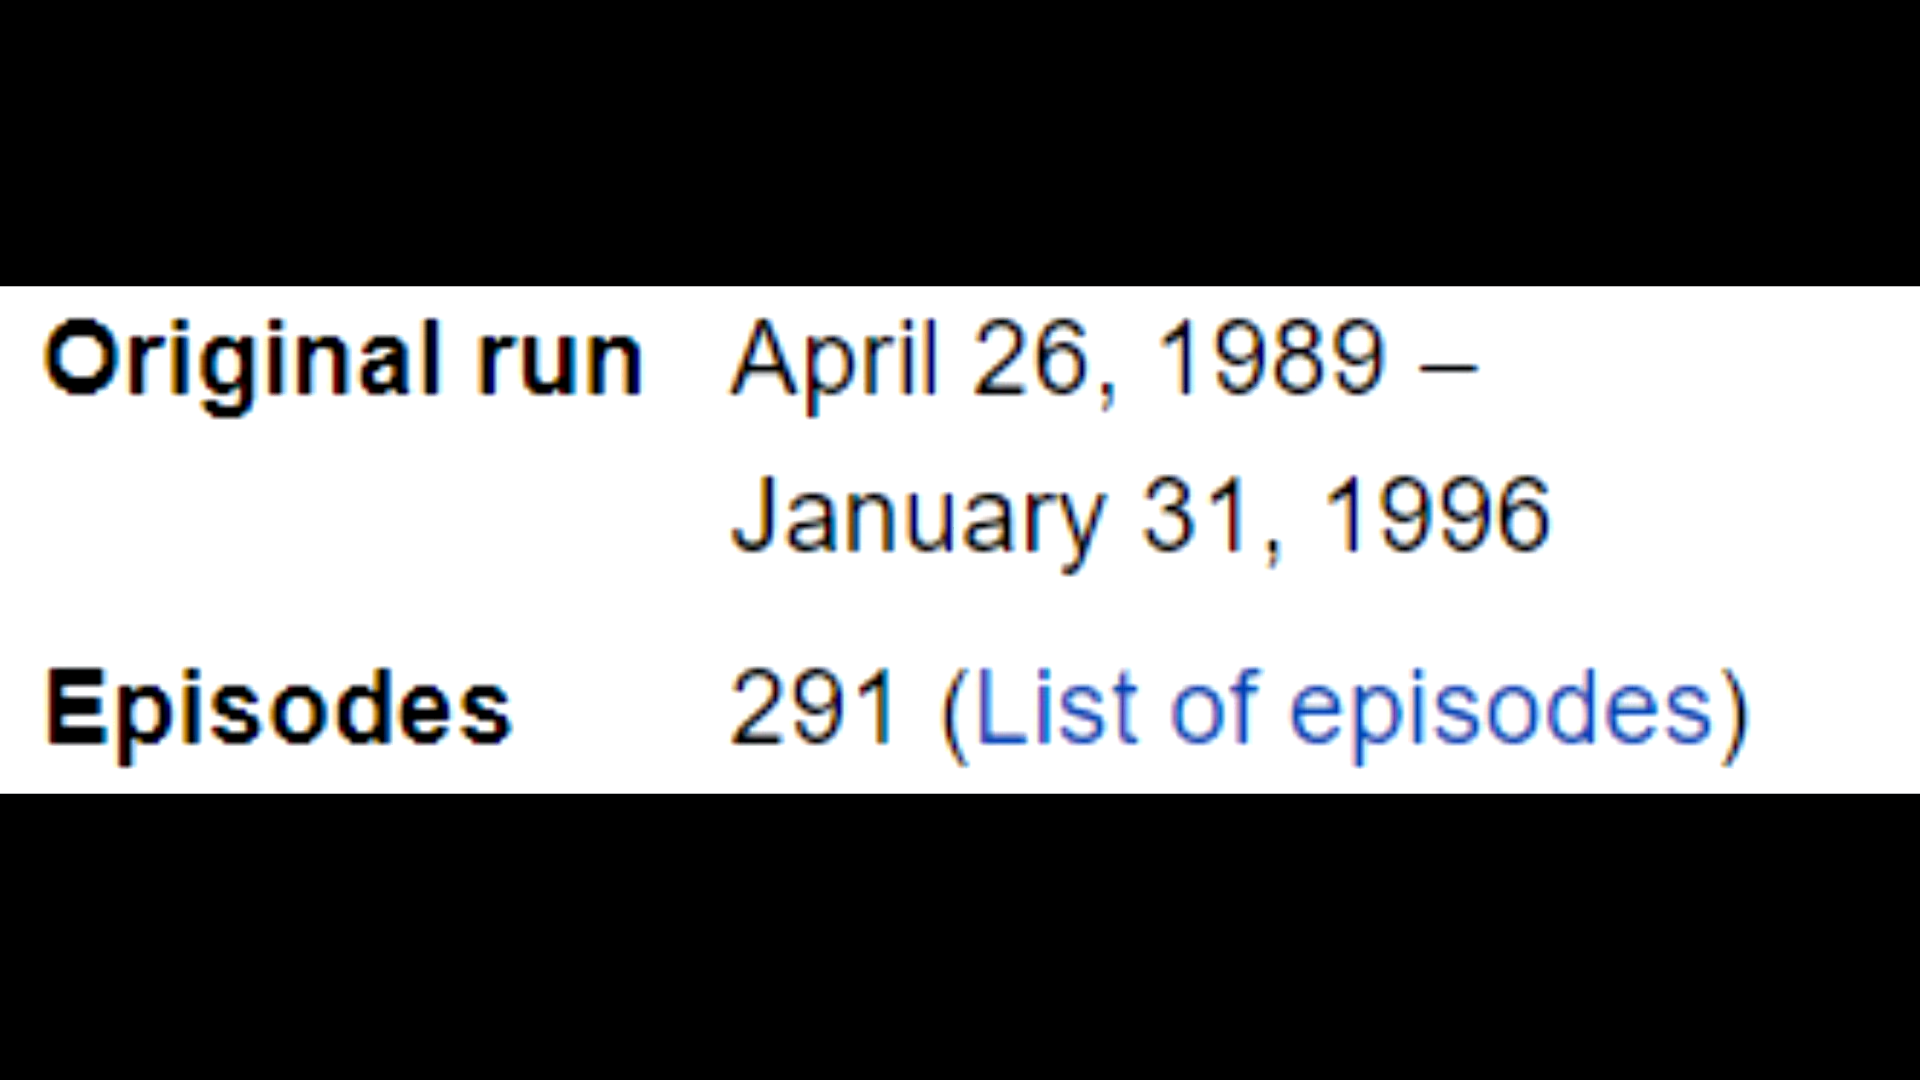 Original run April 26, 1989 –
January 31, 1996
Episodes 291 (List of episodes)